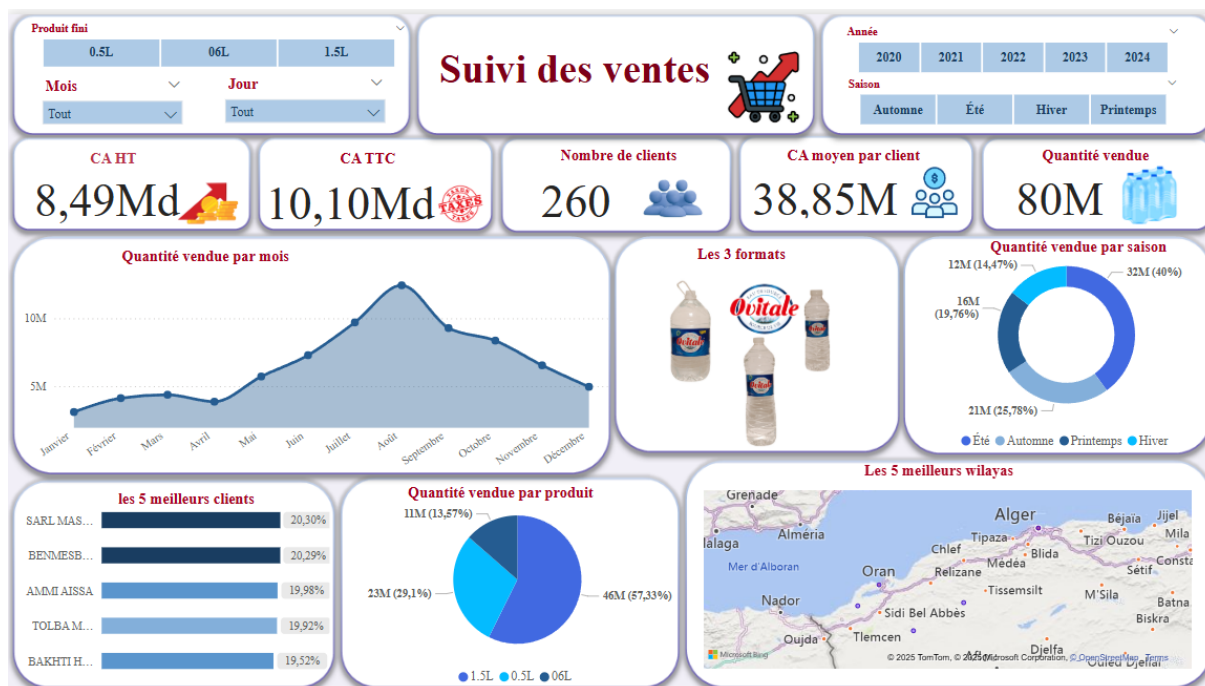 Produit fini
0.5L 06L 1.5L
Mois Jour
Tout Tout
Suivi des ventes
Année
2020 2021 2022 2023 2024
Saison
Automne Été Hiver Printemps
CA HT
8,49Md
CA TTC
10,10Md
TAXES
Nombre de clients
260
CA moyen par client
38,85M
Quantité vendue
80M
Quantité vendue par mois
10M
5M
Janvier Février Mars Avril Mai Juin Juillet Août Septembre Octobre Novembre Décembre
Les 3 formats
Ovitale
Quantité vendue par saison
12M (14,47%)
32M (40%)
16M
(19,76%)
21M (25,78%)
Été Automne Printemps Hiver
les 5 meilleurs clients
SARL MAS... 20,30%
BENMESB... 20,29%
AMMI AISSA 19,98%
TOLBA M... 19,92%
BAKHTI H... 19,52%
Quantité vendue par produit
11M (13,57%)
23M (29,1%)
46M (57,33%)
1.5L 0.5L 06L
Les 5 meilleurs wilayas
Grenade
Alger
Béjaïa Jijel
Malaga Alméria
Tipaza Tizi Ouzou Mila
Chlef Blida Consta
Mer d'Alboran
Oran Relizane Médéa Sétif
Nador Tissemsilt M'Sila Batna
Sidi Bel Abbès
Biskra
Oujda Tlemcen
Djelfa
Ouled Djellal
Microsoft Bing
© 2025 TomTom, © 2025 Microsoft Corporation, © OpenStreetMap Terms